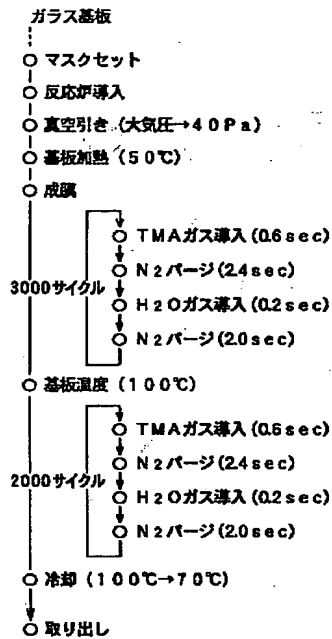 ガラス基板
マスクセット
反応炉導入
真空引き (大気圧→40Pa)
基板加熱 (50℃)
成膜
TMAガス導入 (0.6sec)
N2パージ (2.4sec)
3000サイクル
H2Oガス導入 (0.2sec)
N2パージ (2.0sec)
基板温度 (100℃)
TMAガス導入 (0.6sec)
N2パージ (2.4sec)
2000サイクル
H2Oガス導入 (0.2sec)
N2パージ (2.0sec)
冷却 (100℃→70℃)
取り出し